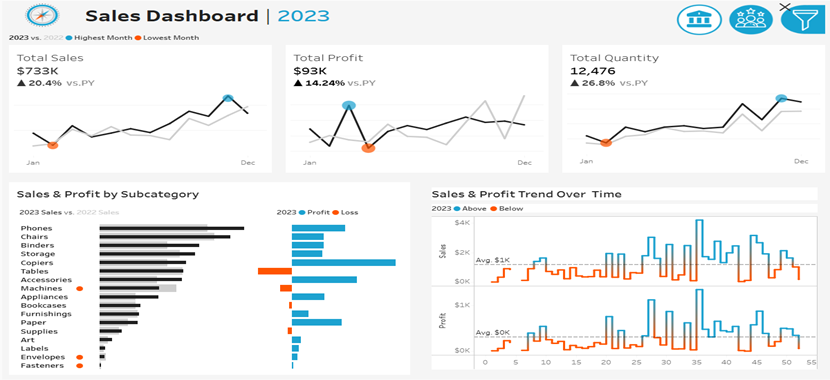 Sales Dashboard | 2023
2023 vs. 2022 Highest Month Lowest Month
Total Sales
$733K
▲ 20.4% vs.PY
Jan Dec
Total Profit
$93K
▲ 14.24% vs.PY
Jan Dec
Total Quantity
12,476
▲ 26.8% vs.PY
Jan Dec
Sales & Profit by Subcategory
2023 Sales vs. 2022 Sales
2023 Profit Loss
Phones
Chairs
Binders
Storage
Copiers
Tables
Accessories
Machines
Appliances
Bookcases
Furnishings
Paper
Supplies
Art
Labels
Envelopes
Fasteners
Sales & Profit Trend Over Time
2023 Above Below
Sales
$4K
$2K
Avg. $1K
$0K
Profit
$1K
Avg. $0K
$0K
0 5 10 15 20 25 30 35 40 45 50 55